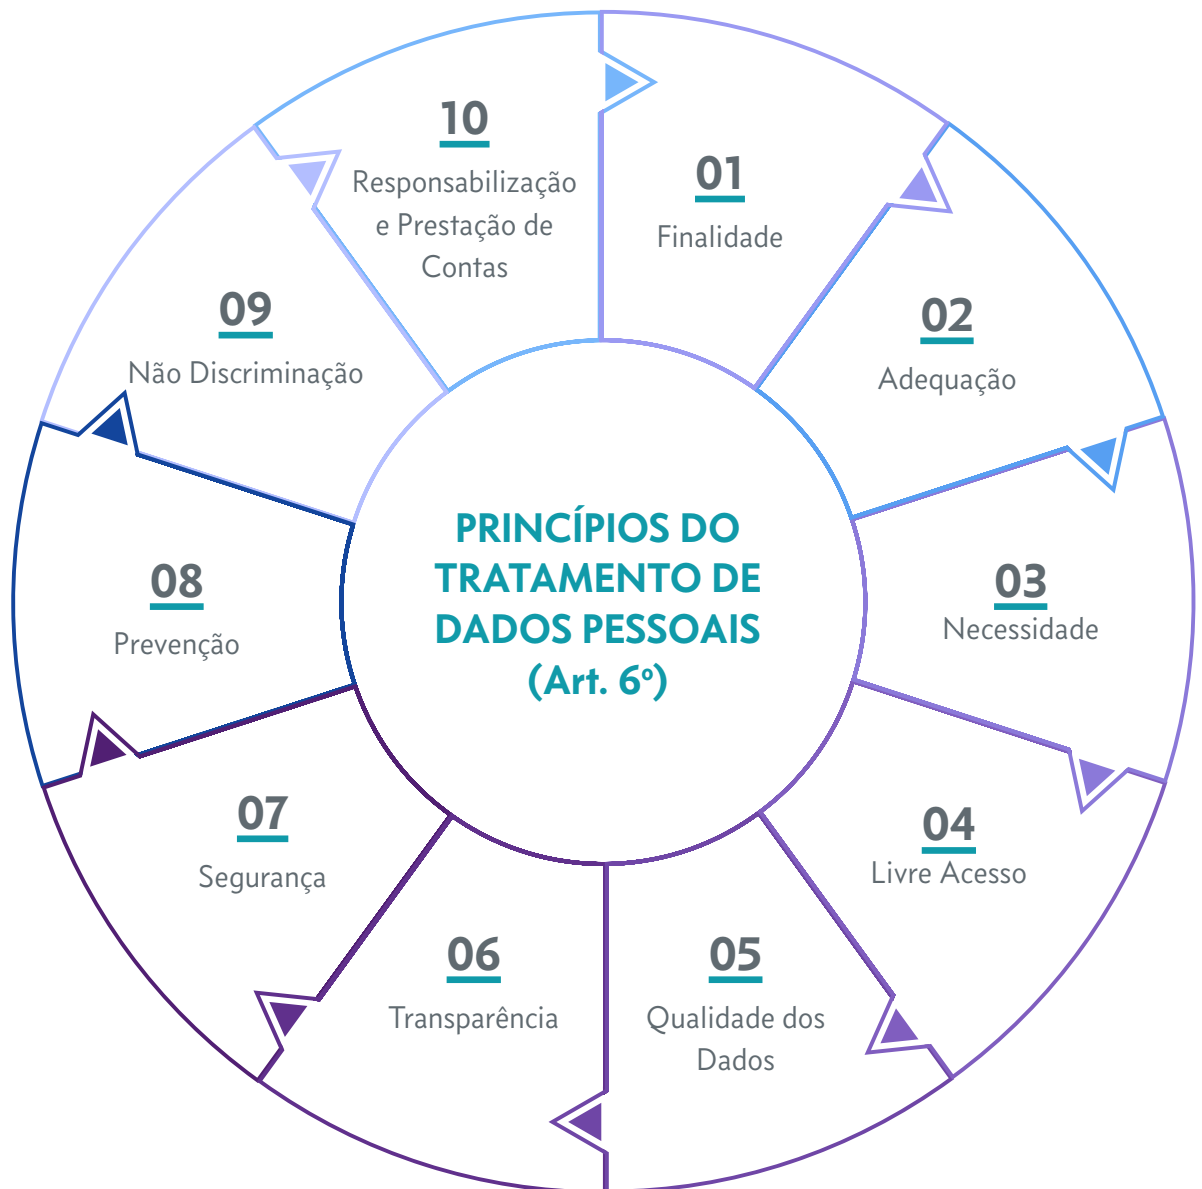 PRINCÍPIOS DO
TRATAMENTO DE
DADOS PESSOAIS
(Art. 6º)
01
Finalidade
02
Adequação
03
Necessidade
04
Livre Acesso
05
Qualidade dos
Dados
06
Transparência
07
Segurança
08
Prevenção
09
Não Discriminação
10
Responsabilização
e Prestação de
Contas